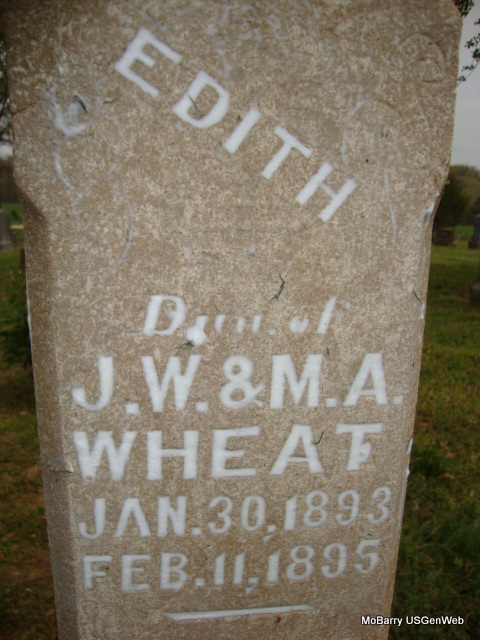 EDITH
Dau. of
J.W. & M.A.
WHEAT
JAN. 30, 1893
FEB. 11, 1895
MoBarry USGenWeb